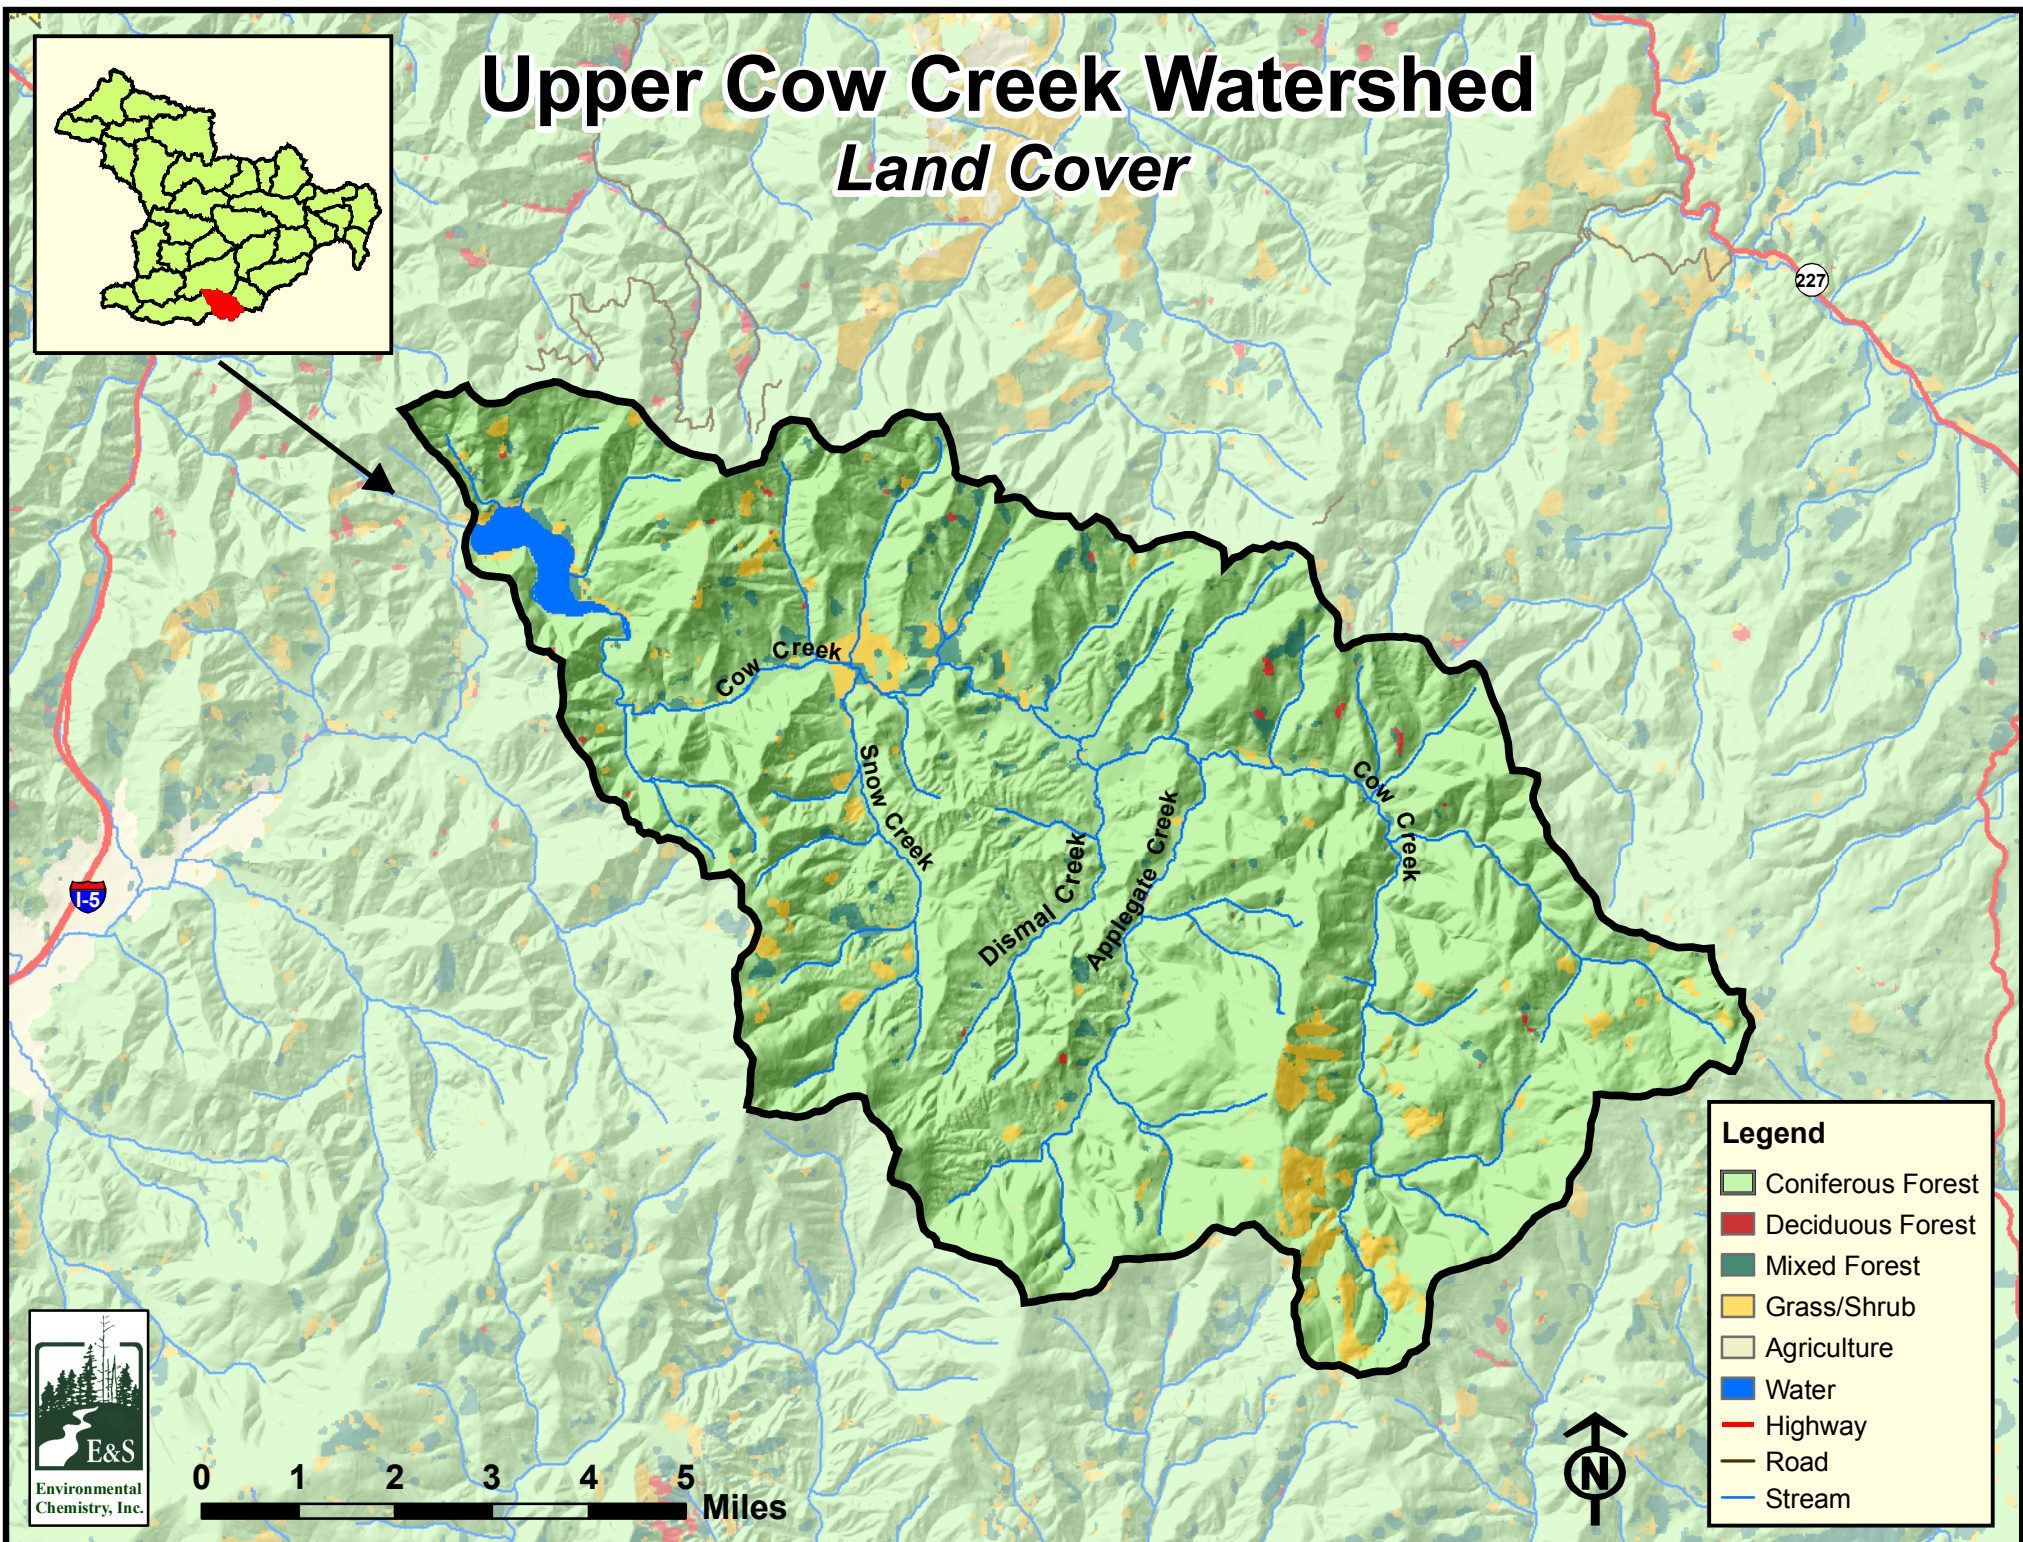 Upper Cow Creek Watershed
Land Cover
227
Cow Creek
Snow Creek
Dismal Creek
Applegate Creek
Cow Creek
I-5
Legend
Coniferous Forest
Deciduous Forest
Mixed Forest
Grass/Shrub
Agriculture
Water
Highway
Road
Stream
E&S
Environmental
Chemistry, Inc.
0 1 2 3 4 5
Miles
N